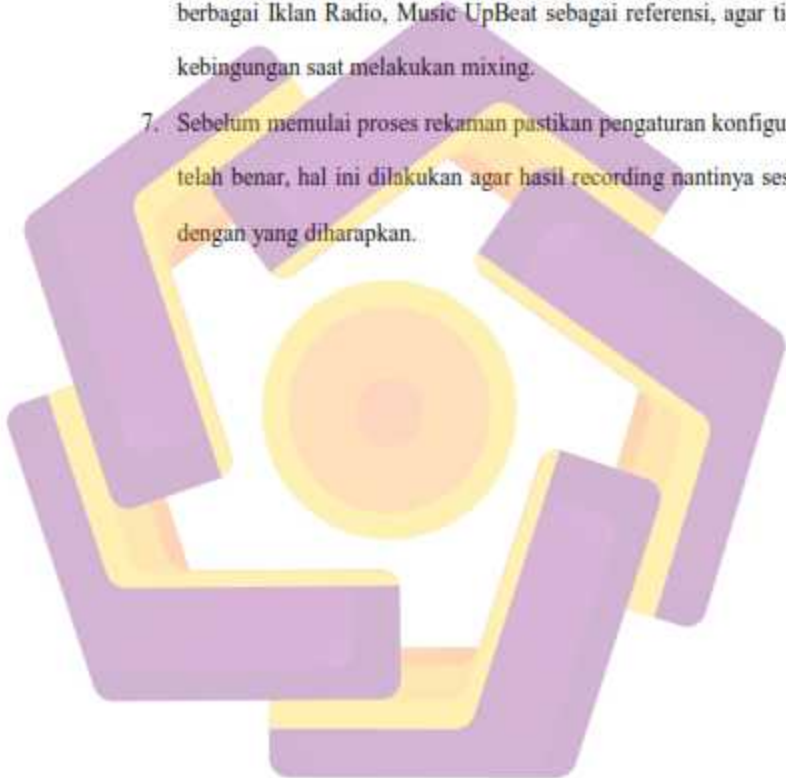 berbagai Iklan Radio, Music UpBeat sebagai referensi, agar ti
kebingungan saat melakukan mixing.
7. Sebelum memulai proses rekaman pastikan pengaturan konfigu
telah benar, hal ini dilakukan agar hasil recording nantinya ses
dengan yang diharapkan.